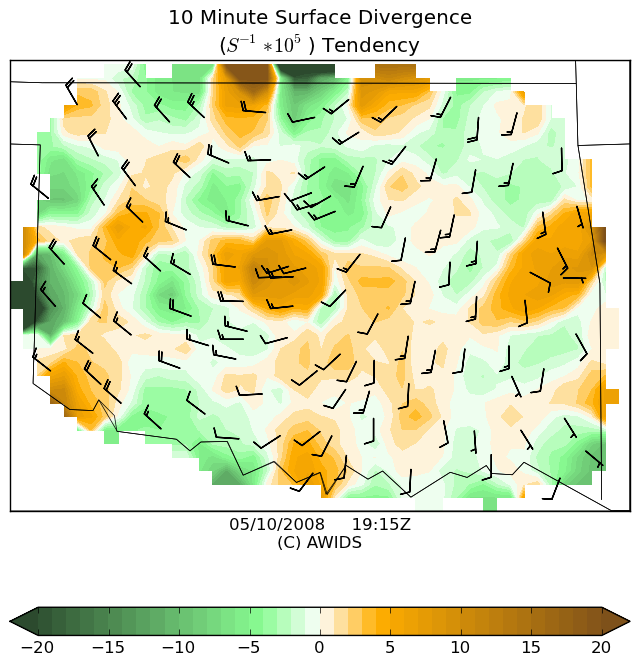 10 Minute Surface Divergence
(S⁻¹ * 10⁵ ) Tendency
05/10/2008 19:15Z
(C) AWIDS
−20 −15 −10 −5 0 5 10 15 20